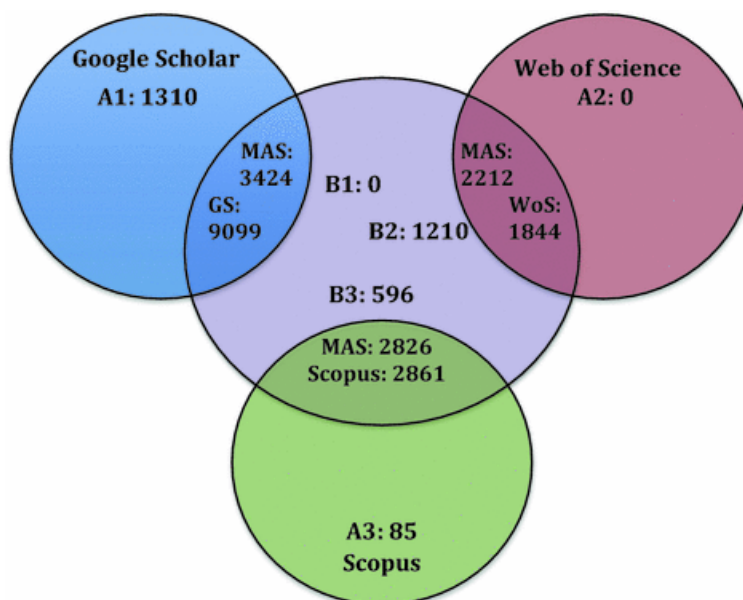 Google Scholar
A1: 1310
Web of Science
A2: 0
MAS:
3424
GS:
9099
B1: 0
B2: 1210
B3: 596
MAS:
2212
WoS:
1844
MAS: 2826
Scopus: 2861
A3: 85
Scopus